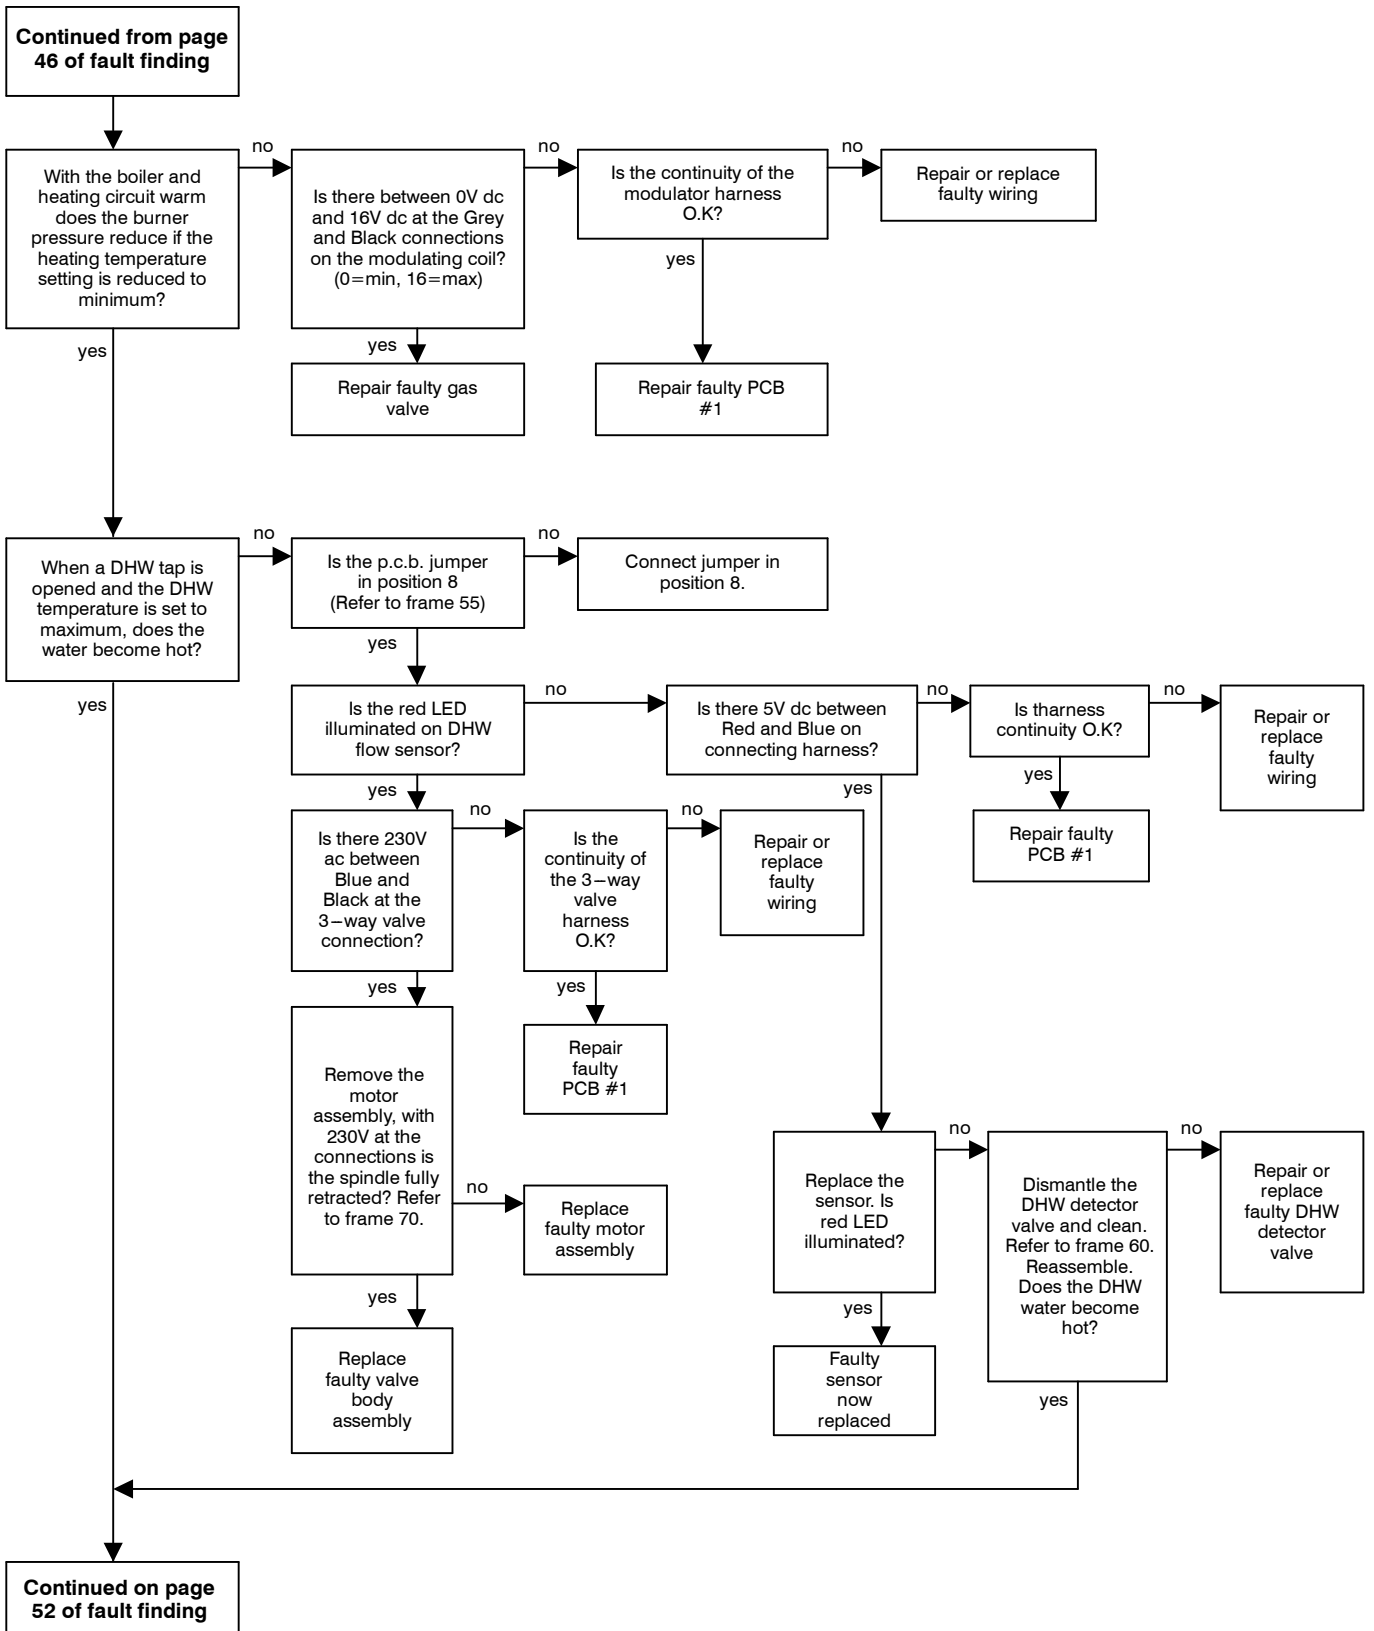 Continued from page
46 of fault finding
With the boiler and
heating circuit warm
does the burner
pressure reduce if the
heating temperature
setting is reduced to
minimum?
no
Is there between 0V dc
and 16V dc at the Grey
and Black connections
on the modulating coil?
(0=min, 16=max)
no
Is the continuity of the
modulator harness
O.K?
no
Repair or replace
faulty wiring
yes
yes
Repair faulty gas
valve
yes
Repair faulty PCB
#1
When a DHW tap is
opened and the DHW
temperature is set to
maximum, does the
water become hot?
no
Is the p.c.b. jumper
in position 8
(Refer to frame 55)
no
Connect jumper in
position 8.
yes
yes
Is the red LED
illuminated on DHW
flow sensor?
no
Is there 5V dc between
Red and Blue on
connecting harness?
no
Is tharness
continuity O.K?
no
Repair or
replace
faulty
wiring
yes
Repair faulty
PCB #1
yes
yes
Is there 230V
ac between
Blue and
Black at the
3−way valve
connection?
no
Is the
continuity of
the 3−way
valve
harness
O.K?
no
Repair or
replace
faulty
wiring
yes
Repair
faulty
PCB #1
yes
Remove the
motor
assembly, with
230V at the
connections is
the spindle fully
retracted? Refer
to frame 70.
no
Replace
faulty motor
assembly
yes
Replace
faulty valve
body
assembly
Replace the
sensor. Is
red LED
illuminated?
no
Dismantle the
DHW detector
valve and clean.
Refer to frame 60.
Reassemble.
Does the DHW
water become
hot?
no
Repair or
replace
faulty DHW
detector
valve
yes
Faulty
sensor
now
replaced
yes
Continued on page
52 of fault finding